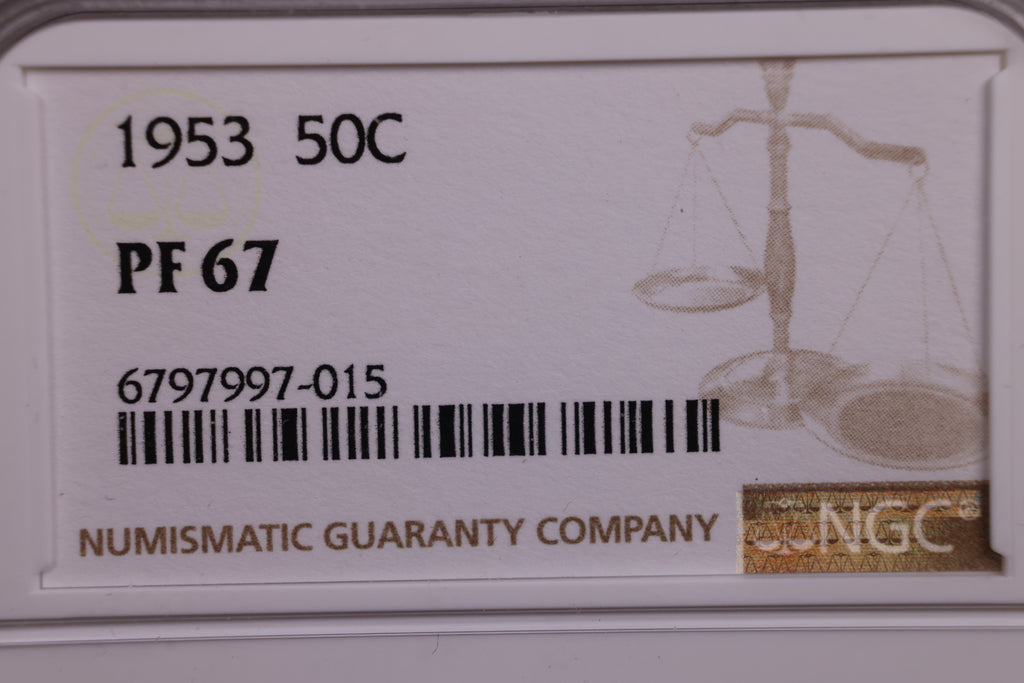 1953 50C
PF 67
6797997-015
NUMISMATIC GUARANTY COMPANY
NGC®